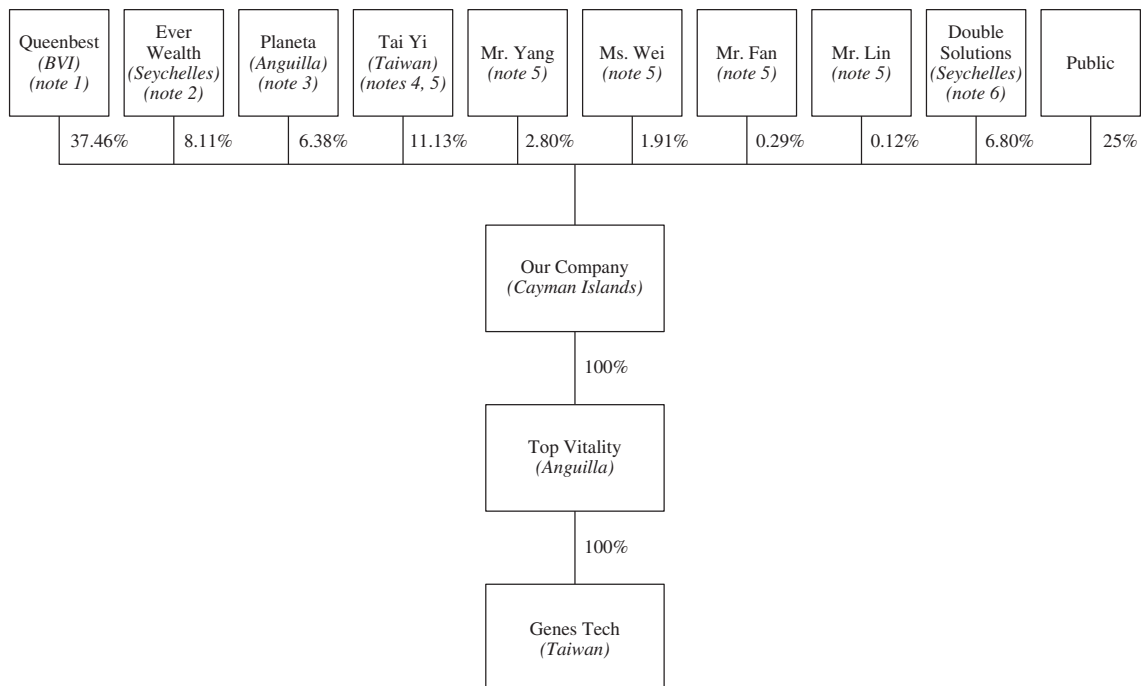 Queenbest
(BVI)
(note 1)
Ever
Wealth
(Seychelles)
(note 2)
Planeta
(Anguilla)
(note 3)
Tai Yi
(Taiwan)
(notes 4, 5)
Mr. Yang
(note 5)
Ms. Wei
(note 5)
Mr. Fan
(note 5)
Mr. Lin
(note 5)
Double
Solutions
(Seychelles)
(note 6)
Public
37.46%
8.11%
6.38%
11.13%
2.80%
1.91%
0.29%
0.12%
6.80%
25%
Our Company
(Cayman Islands)
100%
Top Vitality
(Anguilla)
100%
Genes Tech
(Taiwan)